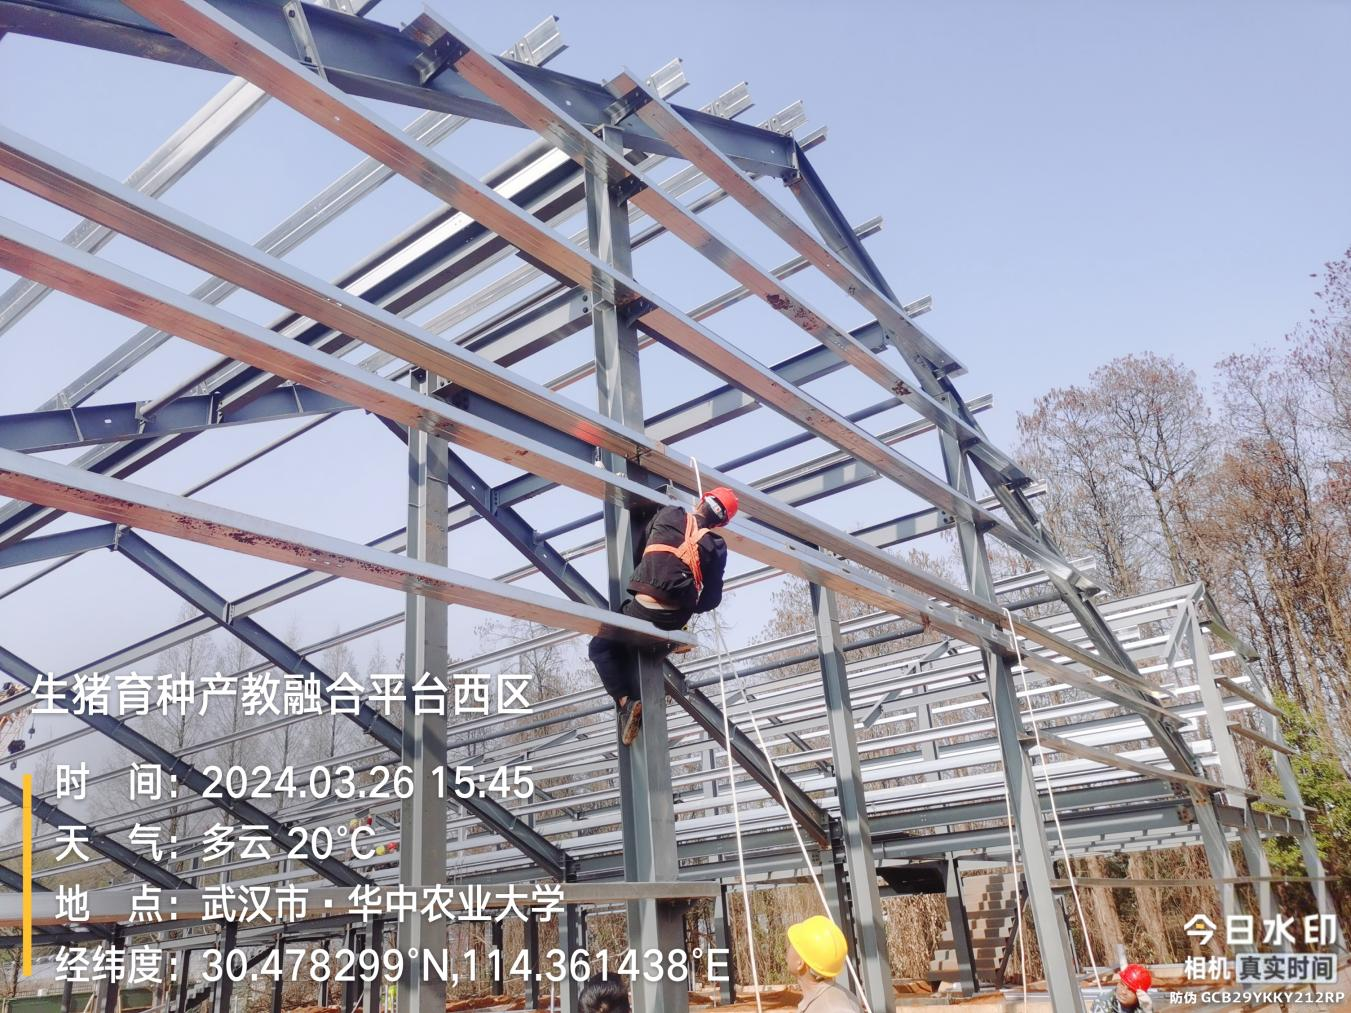 生猪育种产教融合平台西区
时 间：2024.03.26 15:45
天 气：多云 20℃
地 点：武汉市·华中农业大学
经纬度：30.478299°N,114.361438°E
今日水印
相机 真实时间
防伪 GCB29YKKY212RP